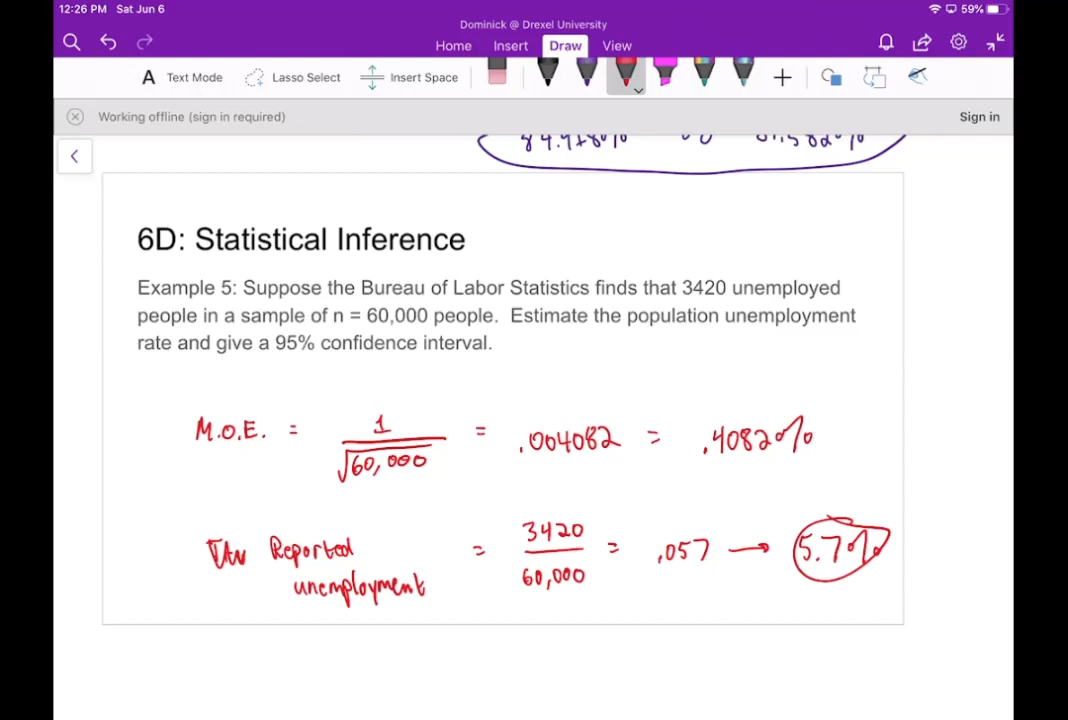 12:26 PM Sat Jun 6 59%
Dominick @ Drexel University
Home Insert Draw View
Text Mode Lasso Select Insert Space
Working offline (sign in required) Sign in
6D: Statistical Inference
Example 5: Suppose the Bureau of Labor Statistics finds that 3420 unemployed
people in a sample of n = 60,000 people. Estimate the population unemployment
rate and give a 95% confidence interval.
M.O.E. = 1 / √60,000 = .004082 = .4082%
Reported unemployment = 3420 / 60,000 = .057 → 5.7%